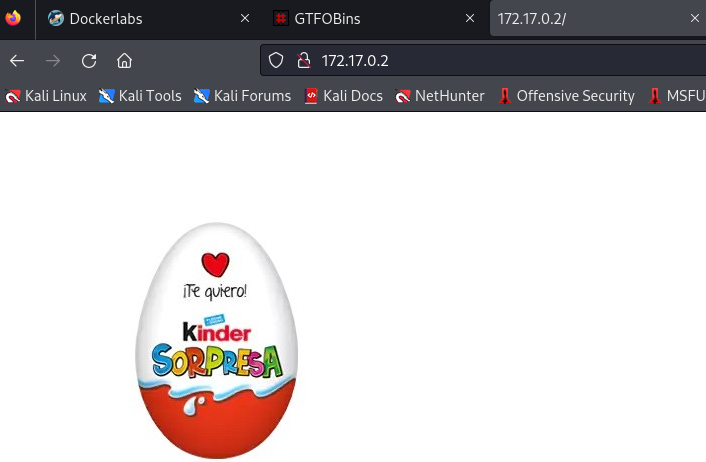 Dockerlabs
GTFOBins
172.17.0.2/
172.17.0.2
Kali Linux
Kali Tools
Kali Forums
Kali Docs
NetHunter
Offensive Security
MSFU
¡Te quiero!
Kinder
SORPRESA